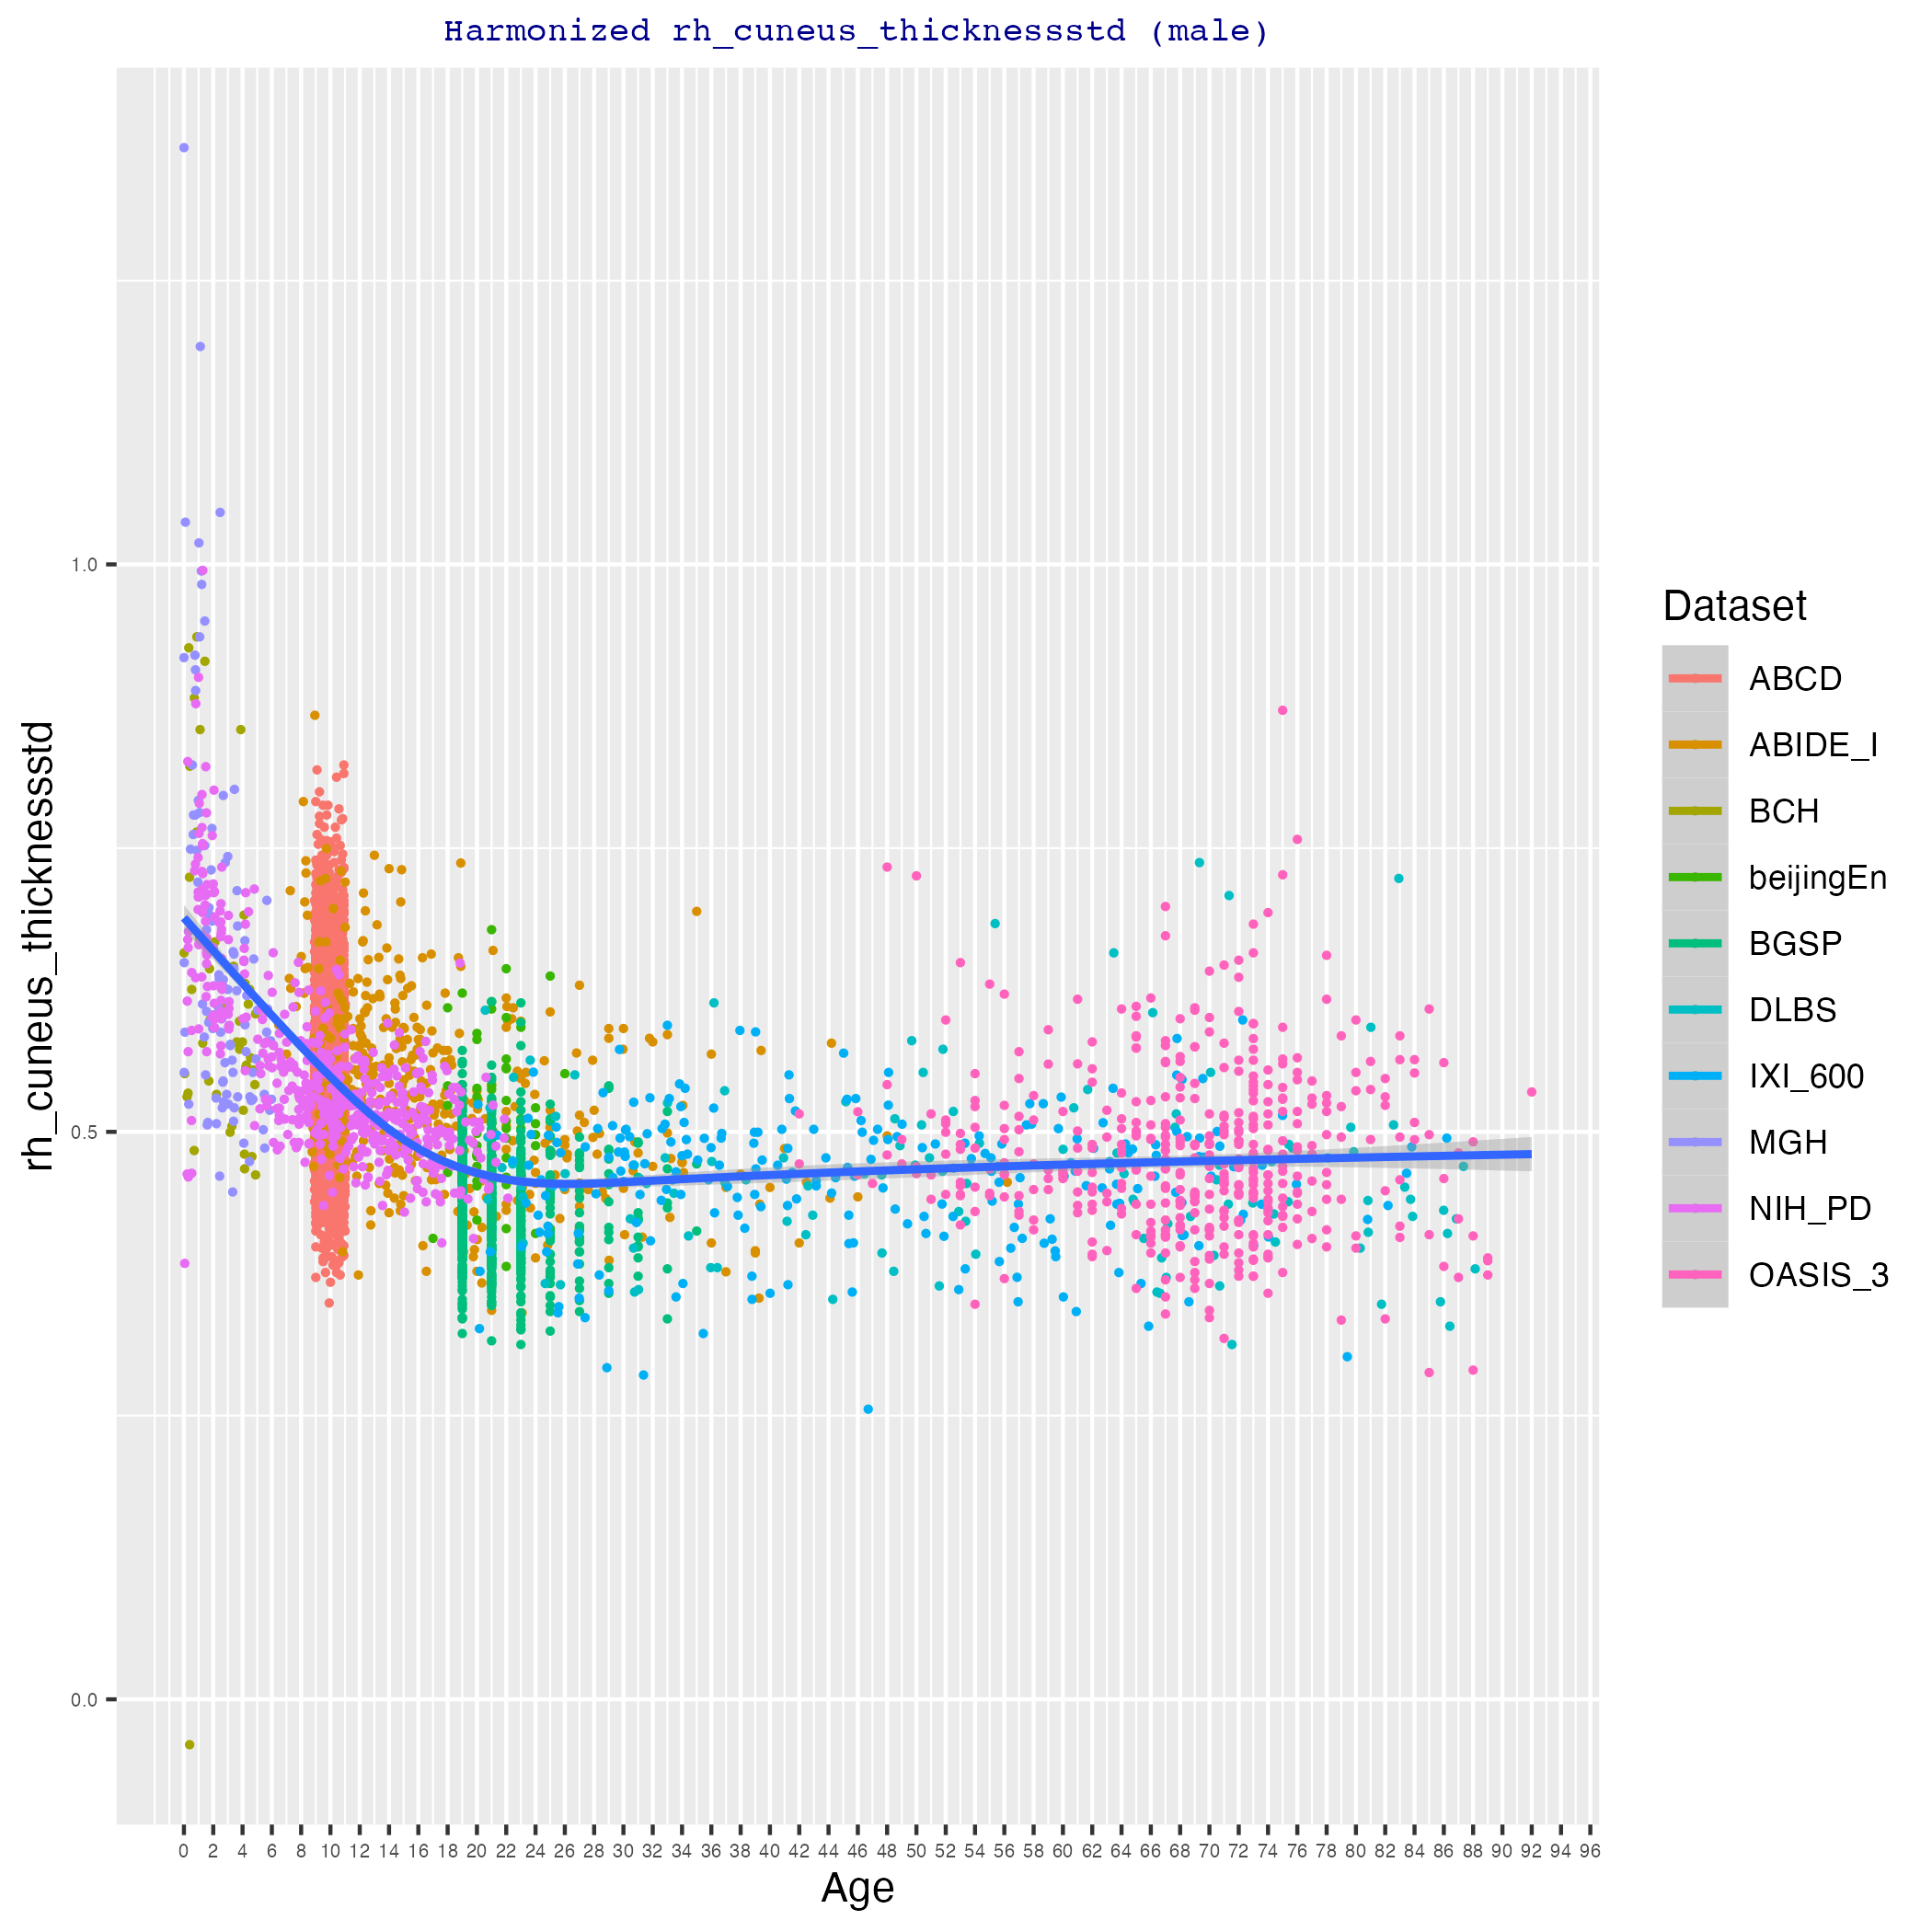 Harmonized rh_cuneus_thicknessstd (male)
rh_cuneus_thicknessstd
1.0
0.5
0.0
0 2 4 6 8 10 12 14 16 18 20 22 24 26 28 30 32 34 36 38 40 42 44 46 48 50 52 54 56 58 60 62 64 66 68 70 72 74 76 78 80 82 84 86 88 90 92 94 96
Age
Dataset
ABCD
ABIDE_I
BCH
beijingEn
BGSP
DLBS
IXI_600
MGH
NIH_PD
OASIS_3